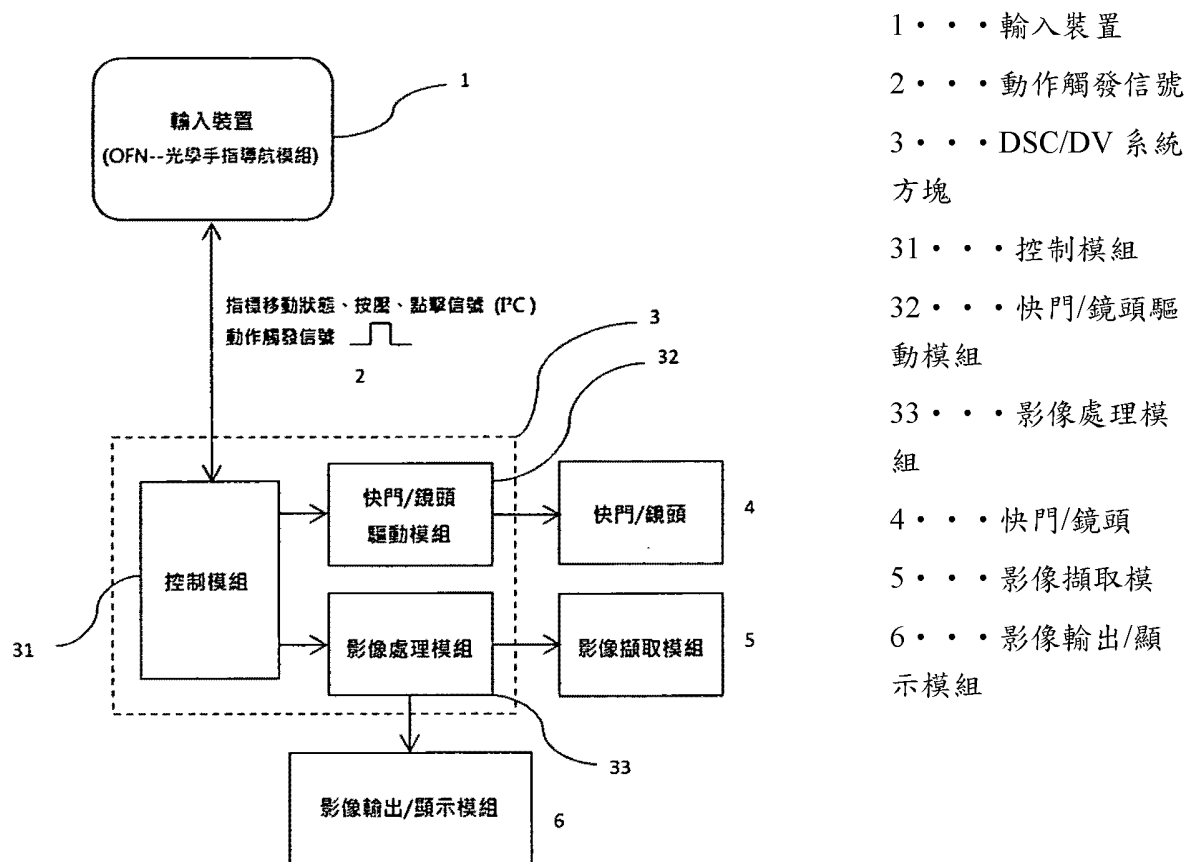 1
輸入裝置
(OFN--光學手指導航模組)
指標移動狀態、按壓、點擊信號 (I²C)
動作觸發信號
2
3
32
快門/鏡頭
驅動模組
快門/鏡頭
4
控制模組
31
影像處理模組
影像擷取模組
5
33
影像輸出/顯示模組
6
1・・・輸入裝置
2・・・動作觸發信號
3・・・DSC/DV 系統
方塊
31・・・控制模組
32・・・快門/鏡頭驅
動模組
33・・・影像處理模
組
4・・・快門/鏡頭
5・・・影像擷取模
6・・・影像輸出/顯
示模組